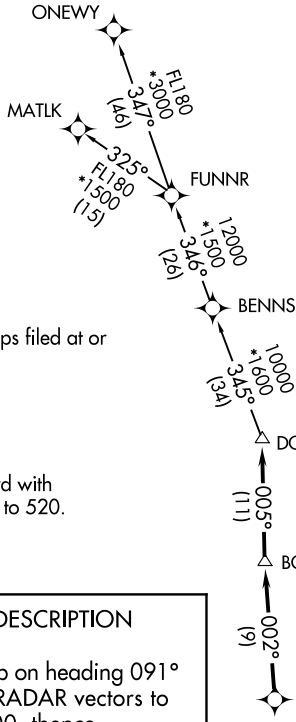 ONEWY
FL180
*3000
347°
(46)
MATLK
325°
FL180
*1500
(15)
FUNNR
12000
*1500
346°
(26)
BENNS
ps filed at or
10000
*1600
345°
(34)
DO
d with
to 520.
005°
(11)
BO
DESCRIPTION
002°
(9)
b on heading 091°
RADAR vectors to
00, thence